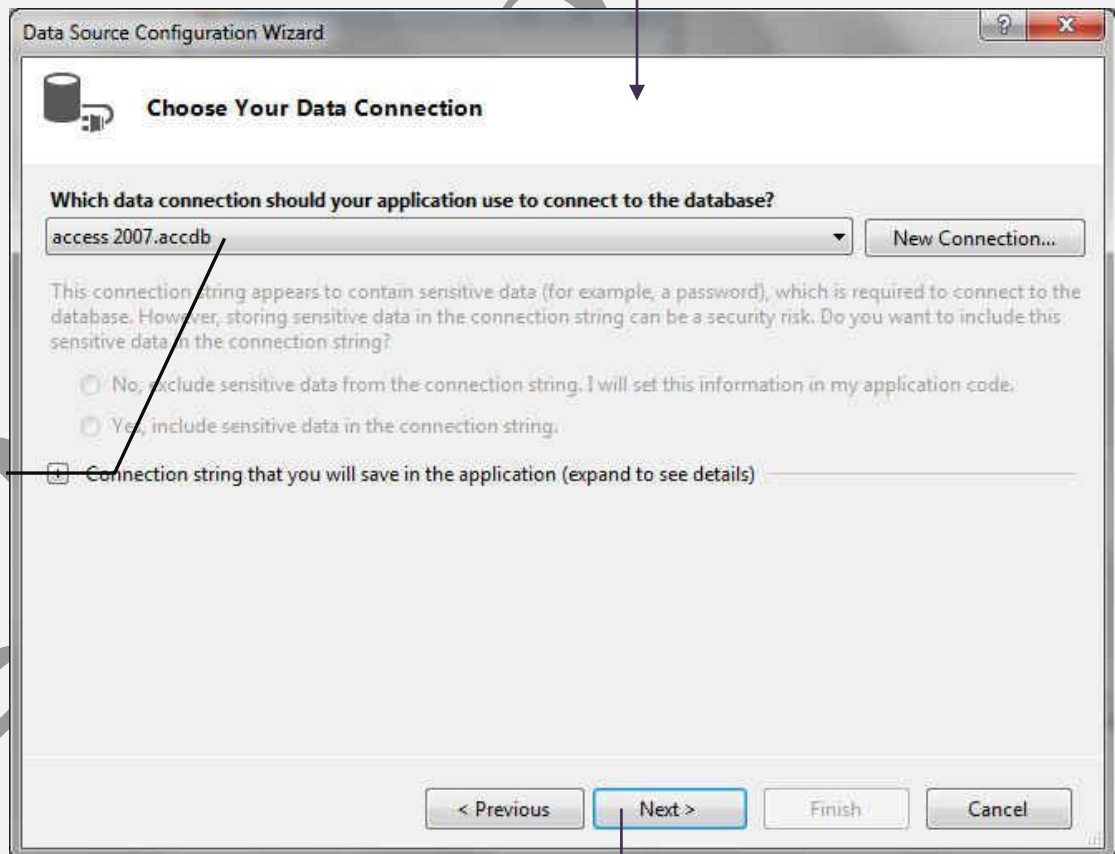 Data Source Configuration Wizard
Choose Your Data Connection
Which data connection should your application use to connect to the database?
access 2007.accdb
New Connection...
This connection string appears to contain sensitive data (for example, a password), which is required to connect to the
database. However, storing sensitive data in the connection string can be a security risk. Do you want to include this
sensitive data in the connection string?
No, exclude sensitive data from the connection string. I will set this information in my application code.
Yes, include sensitive data in the connection string.
Connection string that you will save in the application (expand to see details)
< Previous
Next >
Finish
Cancel